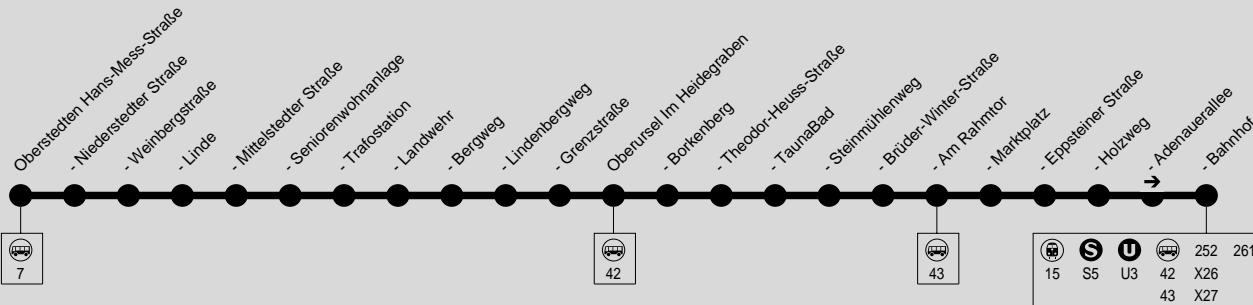 Oberstedten Hans-Mess-Straße
- Niederstedter Straße
- Weinbergstraße
- Linde
- Mittelstedter Straße
- Seniorenwohnanlage
- Trafostation
- Landwehr
- Bergweg
- Lindenbergweg
- Grenzstraße
Oberursel Im Heidegraben
- Borkenberg
- Theodor-Heuss-Straße
- TaunaBad
- Steinmühlenweg
- Brüder-Winter-Straße
- Am Rahmtor
- Marktplatz
- Eppsteiner Straße
- Holzweg
- Adenauerallee
- Bahnhof
➔
7
42
43
S U 252 261
15 S5 U3 42 X26
43 X27